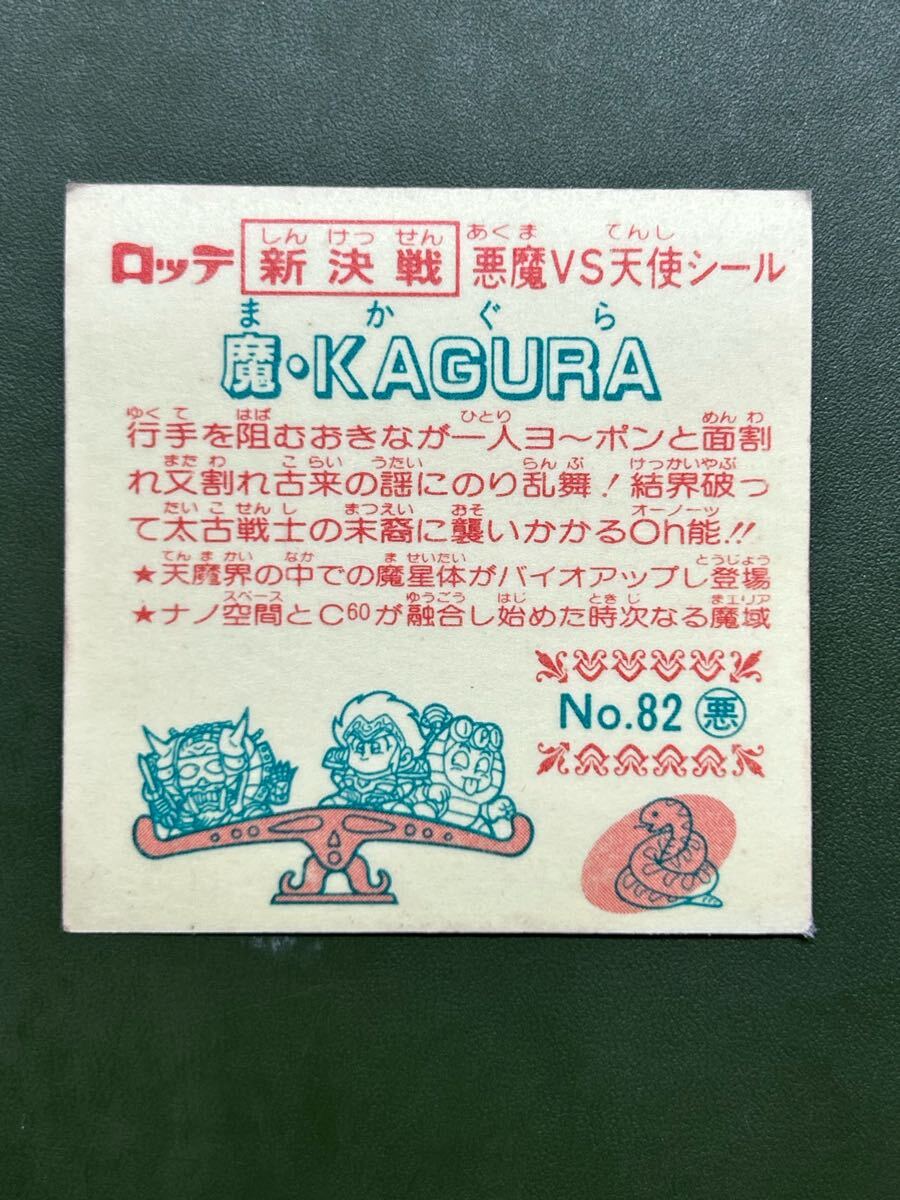 しん けっ せん あくま てんし
ロッテ 新決戦 悪魔VS天使シール
ま か ぐ ら
魔・KAGURA
ゆくて はば ひとり めん わ
行手を阻むおきなが一人ヨ〜ポンと面割
また わ こ らい うたい らん ぶ けっかいやぶ
れ又割れ古来の謡にのり乱舞!結界破っ
たい こ せん し まつえい おそ オーノーッ
て太古戦士の末裔に襲いかかるOh能.!!
てん ま かい なか ま せいたい とうじょう
★天魔界の中での魔星体がバイオアップし登場
スペース ゆうごう はじ とき じ まエリア
★ナノ空間とC60が融合し始めた時次なる魔域
No.82 悪